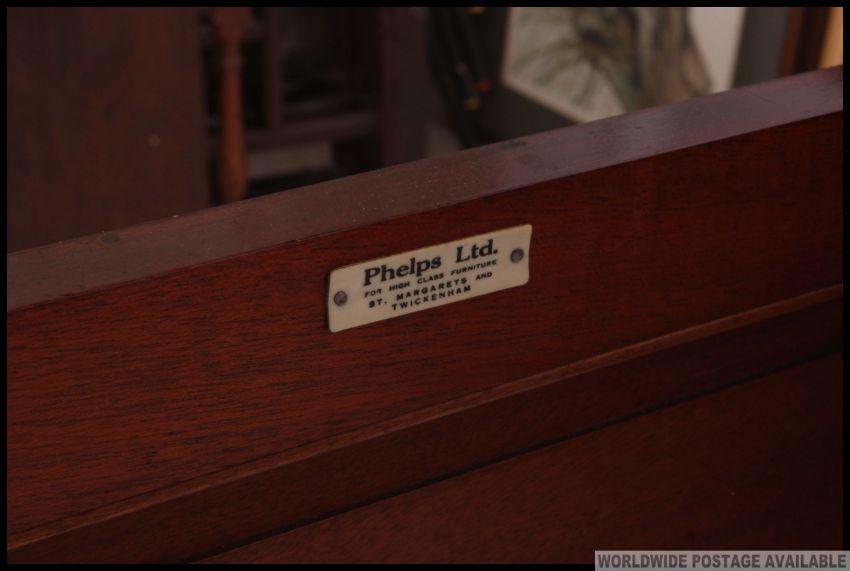 Phelps Ltd.
FOR HIGH CLASS FURNITURE
ST. MARGARETS AND
TWICKENHAM
WORLDWIDE POSTAGE AVAILABLE